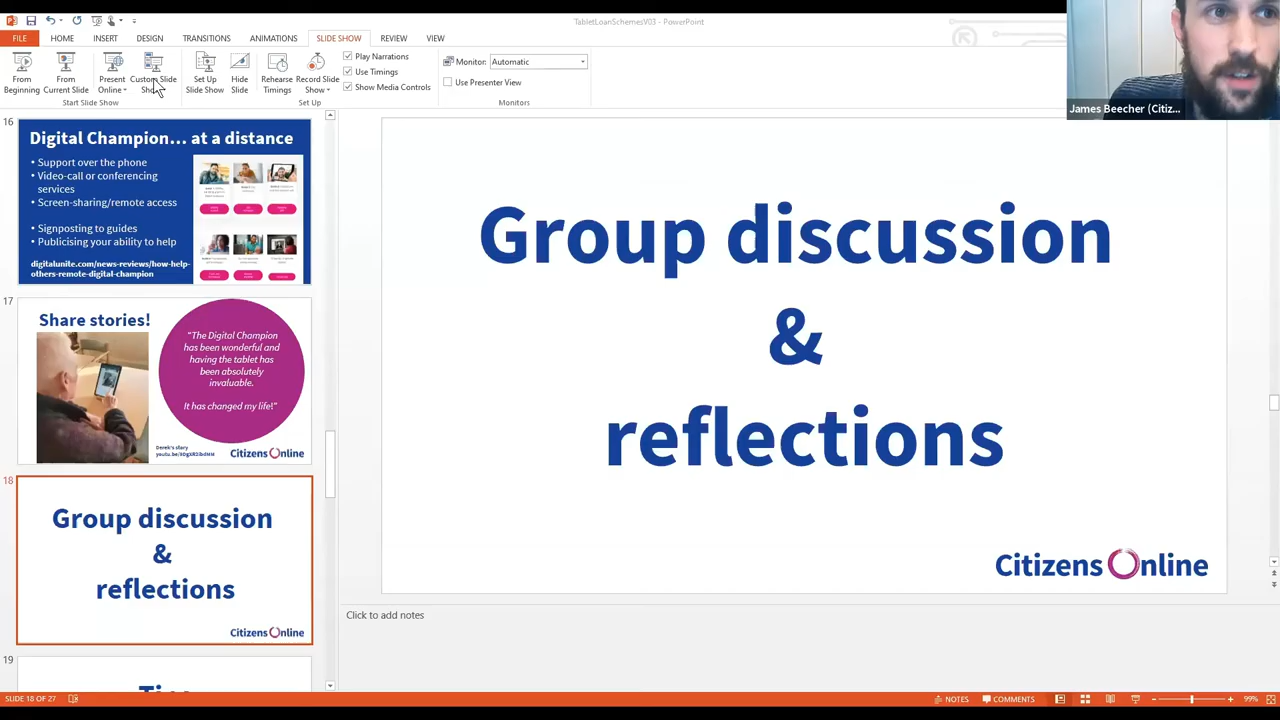 TabletLoanSchemesV03 - PowerPoint
FILE HOME INSERT DESIGN TRANSITIONS ANIMATIONS SLIDE SHOW REVIEW VIEW
From Beginning
From Current Slide
Present Online
Custom Slide Show
Start Slide Show
Set Up Slide Show
Hide Slide
Rehearse Timings
Record Slide Show
Play Narrations
Use Timings
Show Media Controls
Set Up
Monitor: Automatic
Use Presenter View
Monitors
James Beecher (Citiz...
16
Digital Champion... at a distance
• Support over the phone
• Video-call or conferencing
services
• Screen-sharing/remote access
• Signposting to guides
• Publicising your ability to help
digitalunite.com/news-reviews/how-help-
others-remote-digital-champion
17
Share stories!
"The Digital Champion
has been wonderful and
having the tablet has
been absolutely
invaluable.
It has changed my life!"
Derek's story
Citizens Online
18
Group discussion
&
reflections
Citizens Online
19
Group discussion
&
reflections
Citizens Online
Click to add notes
SLIDE 18 OF 27
NOTES
COMMENTS
99%